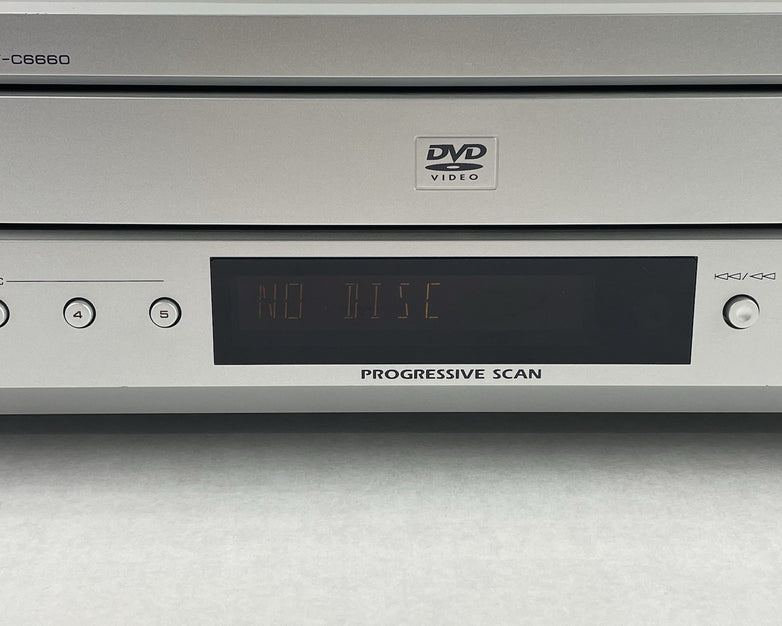 -C6660
DVD
VIDEO
C
4
5
NO DISC
PROGRESSIVE SCAN